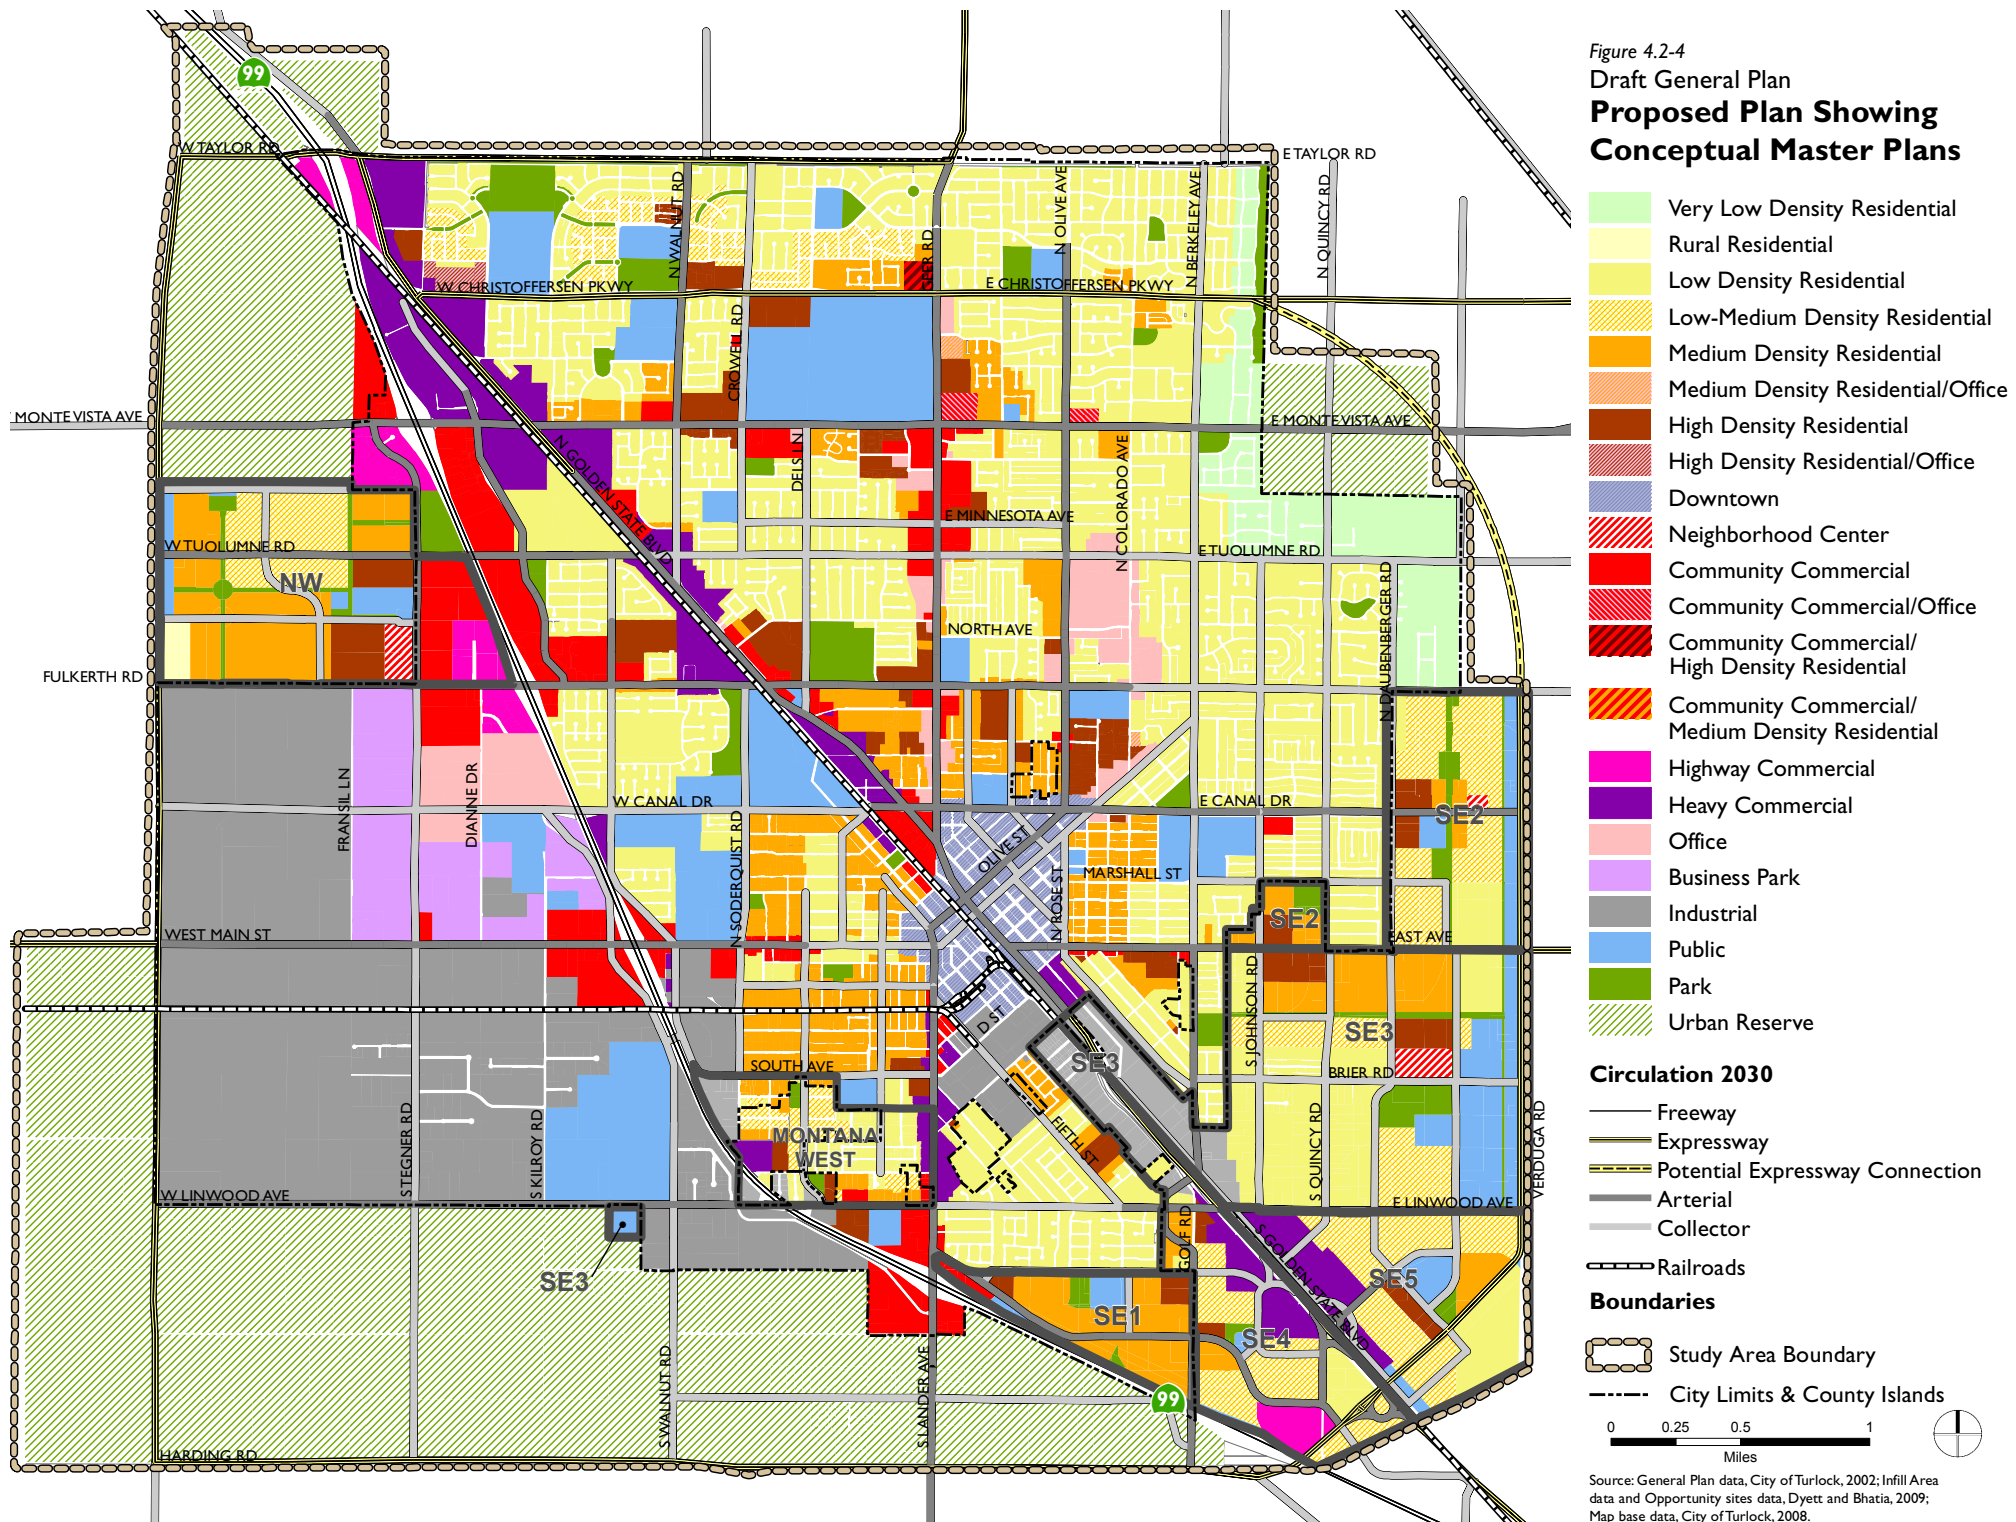 Figure 4.2-4
Draft General Plan
Proposed Plan Showing
Conceptual Master Plans
Very Low Density Residential
Rural Residential
Low Density Residential
Low-Medium Density Residential
Medium Density Residential
Medium Density Residential/Office
High Density Residential
High Density Residential/Office
Downtown
Neighborhood Center
Community Commercial
Community Commercial/Office
Community Commercial/
High Density Residential
Community Commercial/
Medium Density Residential
Highway Commercial
Heavy Commercial
Office
Business Park
Industrial
Public
Park
Urban Reserve
Circulation 2030
Freeway
Expressway
Potential Expressway Connection
Arterial
Collector
Railroads
Boundaries
Study Area Boundary
City Limits & County Islands
0 0.25 0.5 1
Miles
Source: General Plan data, City of Turlock, 2002; Infill Area
data and Opportunity sites data, Dyett and Bhatia, 2009;
Map base data, City of Turlock, 2008.
99
W TAYLOR RD
E TAYLOR RD
N WALNUT RD
N OLIVE AVE
N BERKELEY AVE
N QUINCY RD
W CHRISTOFFERSEN PKWY
E CHRISTOFFERSEN PKWY
CROWELL RD
MONTE VISTA AVE
E MONTE VISTA AVE
N GOLDEN STATE BLVD
DELS LN
N COLORADO AVE
E MINNESOTA AVE
W TUOLUMNE RD
E TUOLUMNE RD
NW
NORTH AVE
N DAUBENBERGER RD
FULKERTH RD
FRANSIL LN
DIANNE DR
W CANAL DR
E CANAL DR
SE2
N SODERQUIST RD
OLIVE ST
MARSHALL ST
N ROSE ST
SE2
WEST MAIN ST
EAST AVE
S JOHNSON RD
D ST
SE3
SE3
SOUTH AVE
BRIER RD
S STEGNER RD
S KILROY RD
MONTANA
WEST
FIFTH ST
S QUINCY RD
VERDUGA RD
W LINWOOD AVE
E LINWOOD AVE
GOLF RD
S GOLDEN STATE BLVD
SE3
SE5
SE1
SE4
S WALNUT RD
S LANDER AVE
99
HARDING RD